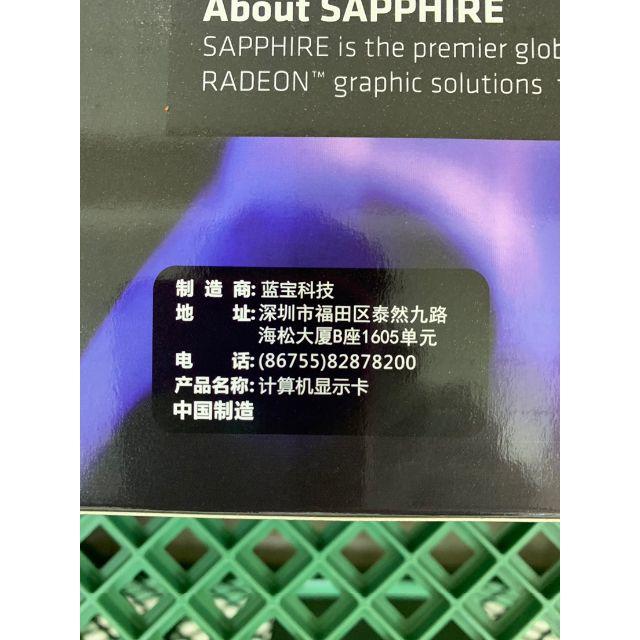 About SAPPHIRE
SAPPHIRE is the premier glob
RADEON™ graphic solutions
制造商:蓝宝科技
地址:深圳市福田区泰然九路
海松大厦B座1605单元
电话:(86755)82878200
产品名称:计算机显示卡
中国制造